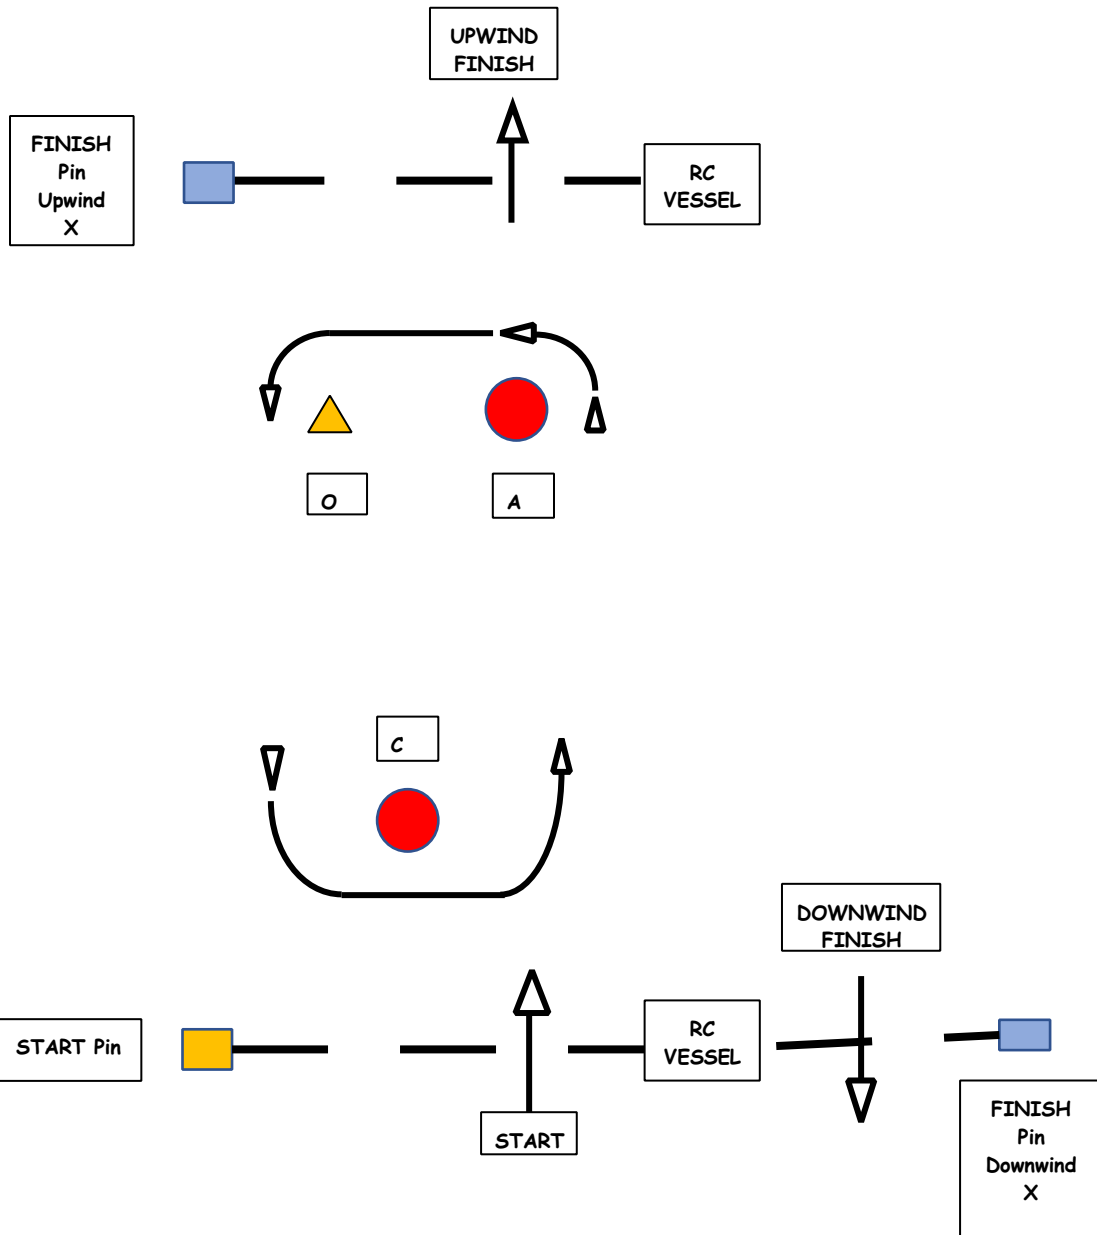 UPWIND
FINISH
FINISH
Pin
Upwind
X
RC
VESSEL
O
A
C
DOWNWIND
FINISH
START Pin
RC
VESSEL
START
FINISH
Pin
Downwind
X